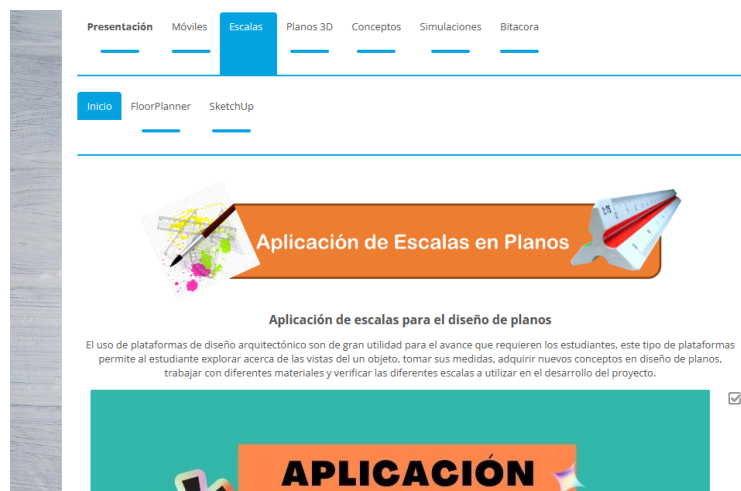 Presentación Móviles Escalas Planos 3D Conceptos Simulaciones Bitacora
Inicio FloorPlanner SketchUp
Aplicación de Escalas en Planos
Aplicación de escalas para el diseño de planos
El uso de plataformas de diseño arquitectónico son de gran utilidad para el avance que requieren los estudiantes, este tipo de plataformas
permite al estudiante explorar acerca de las vistas del un objeto, tomar sus medidas, adquirir nuevos conceptos en diseño de planos,
trabajar con diferentes materiales y verificar las diferentes escalas a utilizar en el desarrollo del proyecto.
APLICACIÓN